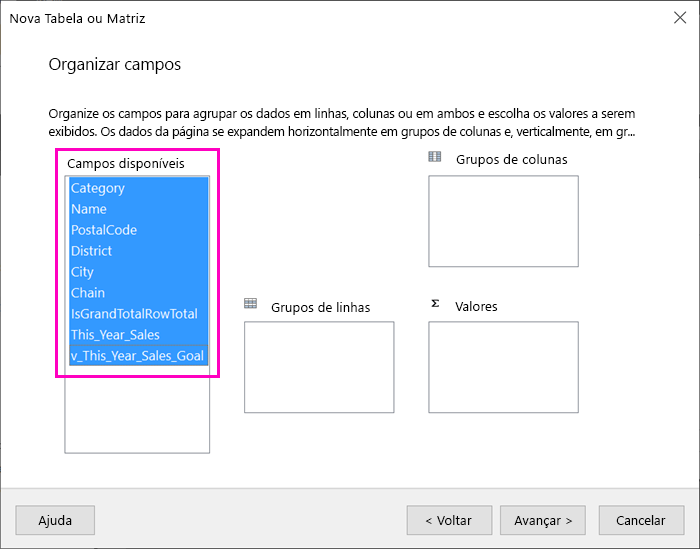 Nova Tabela ou Matriz
Organizar campos
Organize os campos para agrupar os dados em linhas, colunas ou em ambos e escolha os valores a serem
exibidos. Os dados da página se expandem horizontalmente em grupos de colunas e, verticalmente, em gr...
Campos disponíveis
Category
Name
PostalCode
District
City
Chain
IsGrandTotalRowTotal
This_Year_Sales
v_This_Year_Sales_Goal
Grupos de colunas
Grupos de linhas
Σ Valores
Ajuda
< Voltar
Avançar >
Cancelar